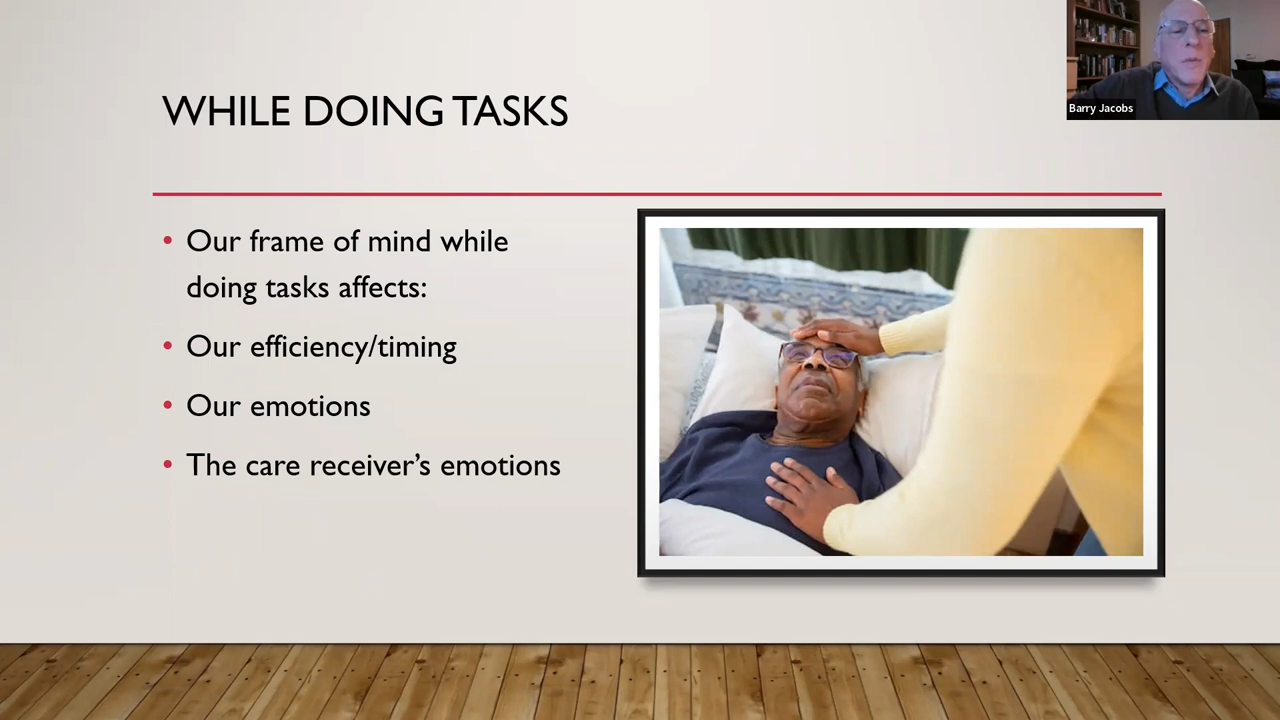 WHILE DOING TASKS
Barry Jacobs
• Our frame of mind while
doing tasks affects:
• Our efficiency/timing
• Our emotions
• The care receiver’s emotions